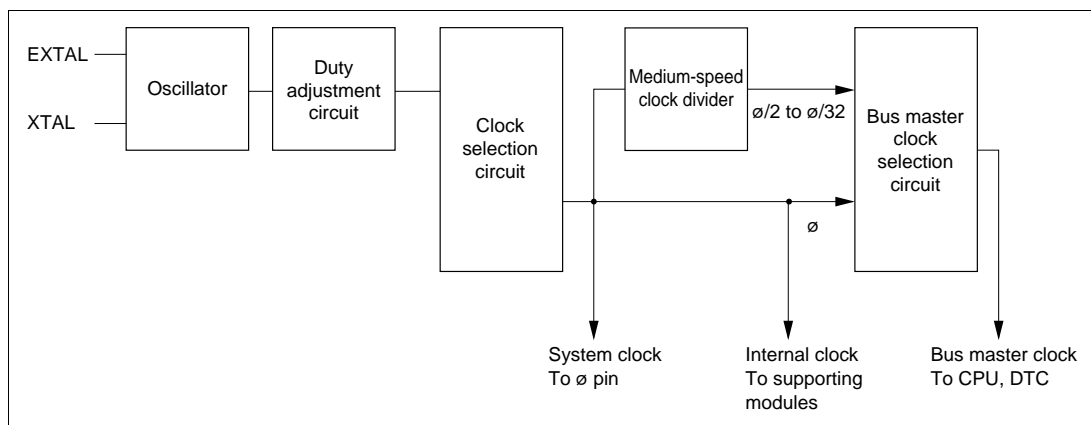 EXTAL
XTAL
Oscillator
Duty
adjustment
circuit
Clock
selection
circuit
Medium-speed
clock divider
ø/2 to ø/32
ø
Bus master
clock
selection
circuit
System clock
To ø pin
Internal clock
To supporting
modules
Bus master clock
To CPU, DTC